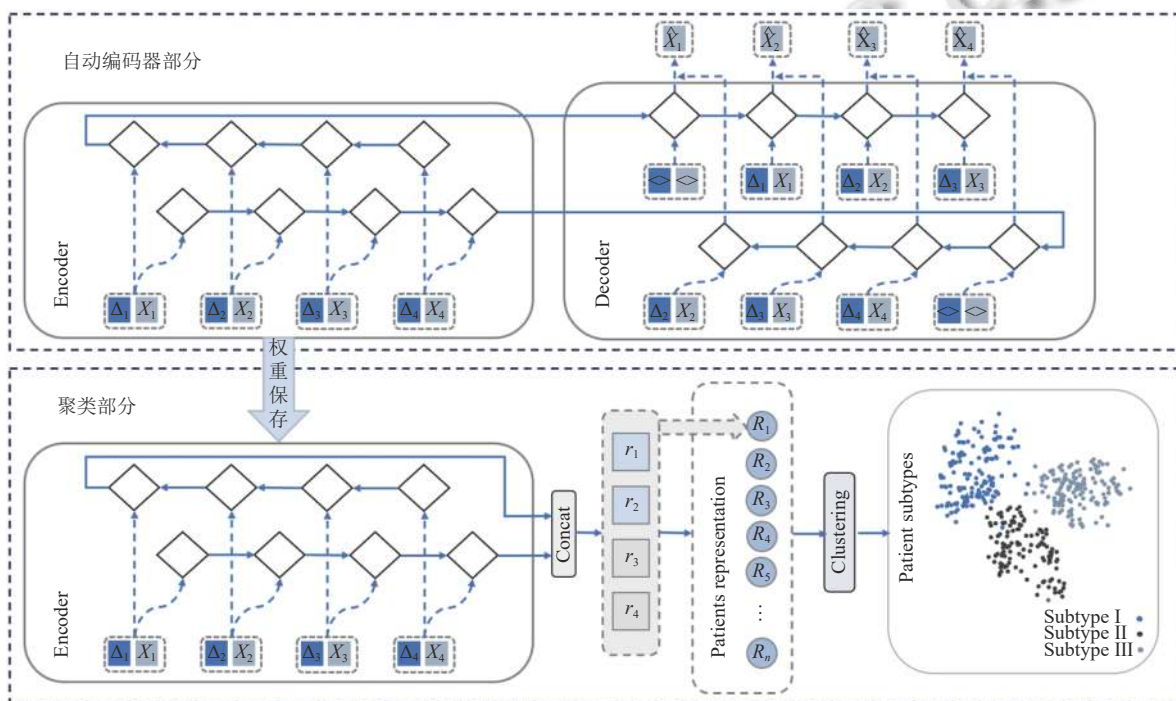 自动编码器部分
X̂₁ X̂₂ X̂₃ X̂₄
<> <> Δ₁ X₁ Δ₂ X₂ Δ₃ X₃
Encoder
Decoder
Δ₁ X₁ Δ₂ X₂ Δ₃ X₃ Δ₄ X₄
Δ₂ X₂ Δ₃ X₃ Δ₄ X₄ <> <>
权重保存
聚类部分
Encoder
Δ₁ X₁ Δ₂ X₂ Δ₃ X₃ Δ₄ X₄
Concat
r₁
r₂
r₃
r₄
Patients representation
R₁
R₂
R₃
R₄
R₅
…
Rₙ
Clustering
Patient subtypes
Subtype I
Subtype II
Subtype III